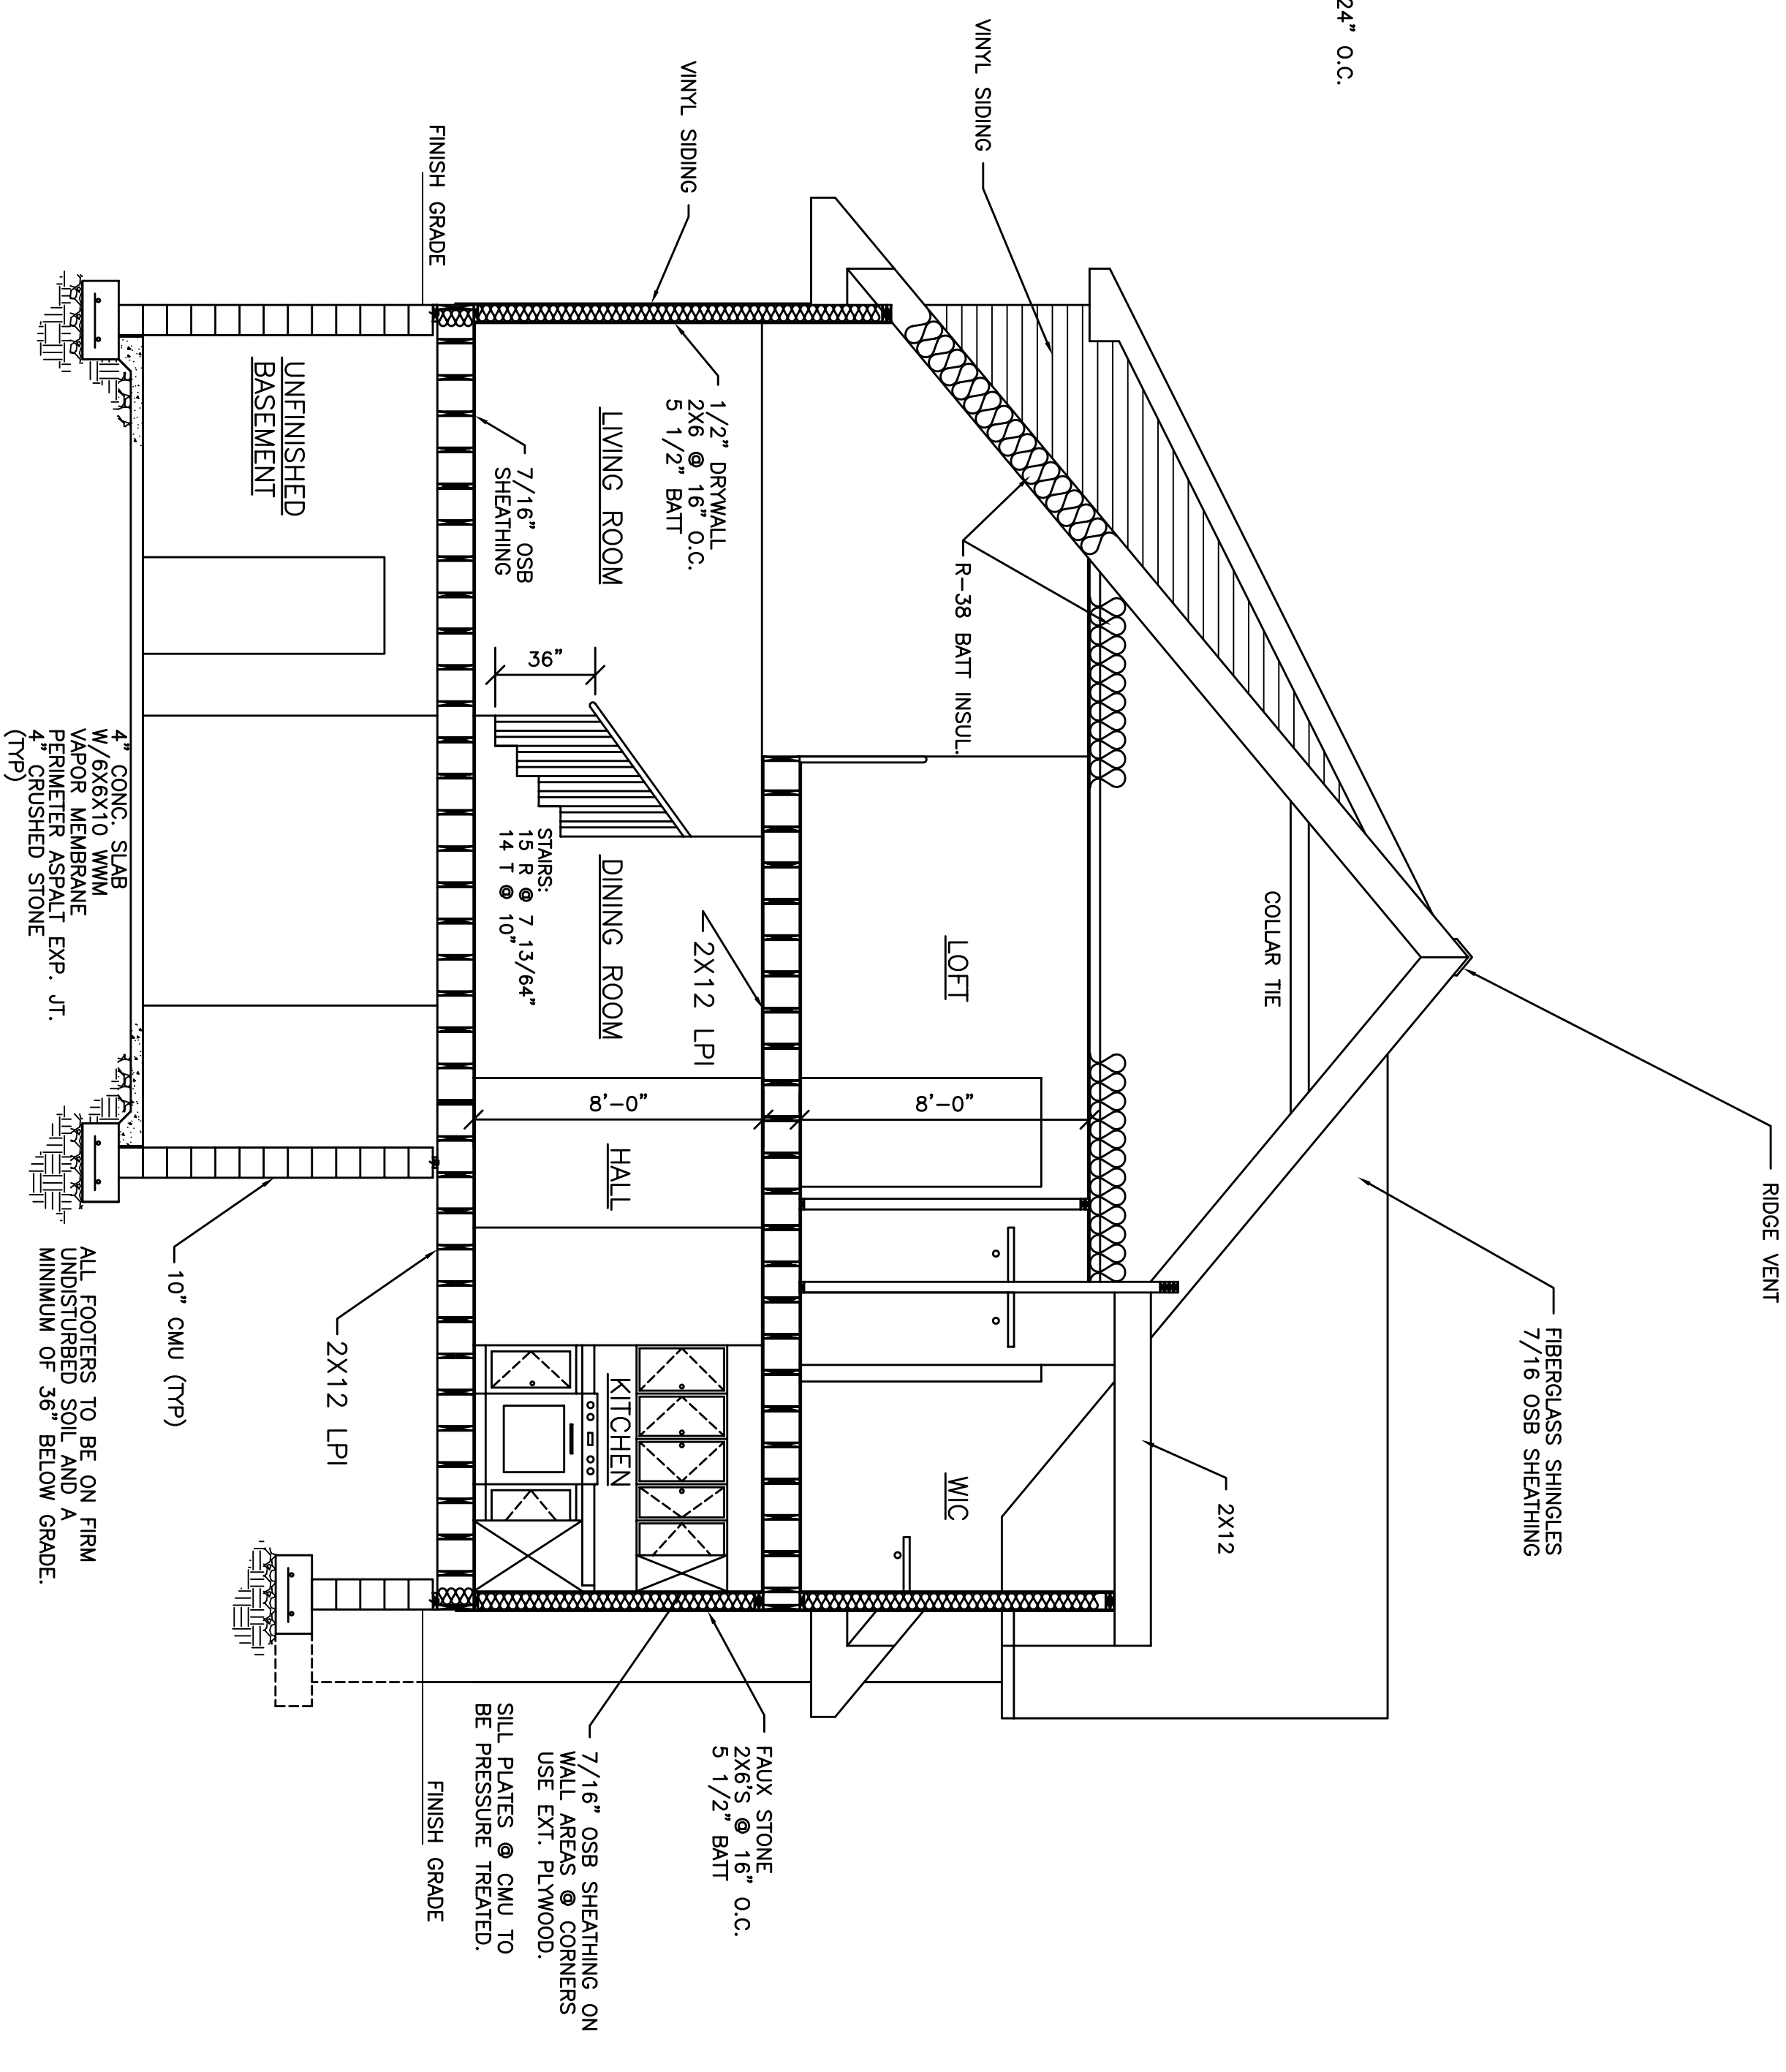 24" O.C.
RIDGE VENT
FIBERGLASS SHINGLES
7/16 OSB SHEATHING
COLLAR TIE
2X12
VINYL SIDING
R-38 BATT INSUL.
LOFT
8'-0"
WIC
VINYL SIDING
1/2" DRYWALL
2X6 @ 16" O.C.
5 1/2" BATT
2X12 LPI
FAUX STONE
2X6'S @ 16" O.C.
5 1/2" BATT
LIVING ROOM
DINING ROOM
8'-0"
HALL
KITCHEN
36"
7/16" OSB
SHEATHING
STAIRS:
15 R @ 7 13/64"
14 T @ 10"
7/16" OSB SHEATHING ON
WALL AREAS @ CORNERS
USE EXT. PLYWOOD.
SILL PLATES @ CMU TO
BE PRESSURE TREATED.
FINISH GRADE
FINISH GRADE
UNFINISHED
BASEMENT
2X12 LPI
10" CMU (TYP)
4" CONC. SLAB
W/6X6X10 WWM
VAPOR MEMBRANE
PERIMETER ASPALT EXP. JT.
4" CRUSHED STONE
(TYP)
ALL FOOTERS TO BE ON FIRM
UNDISTURBED SOIL AND A
MINIMUM OF 36" BELOW GRADE.